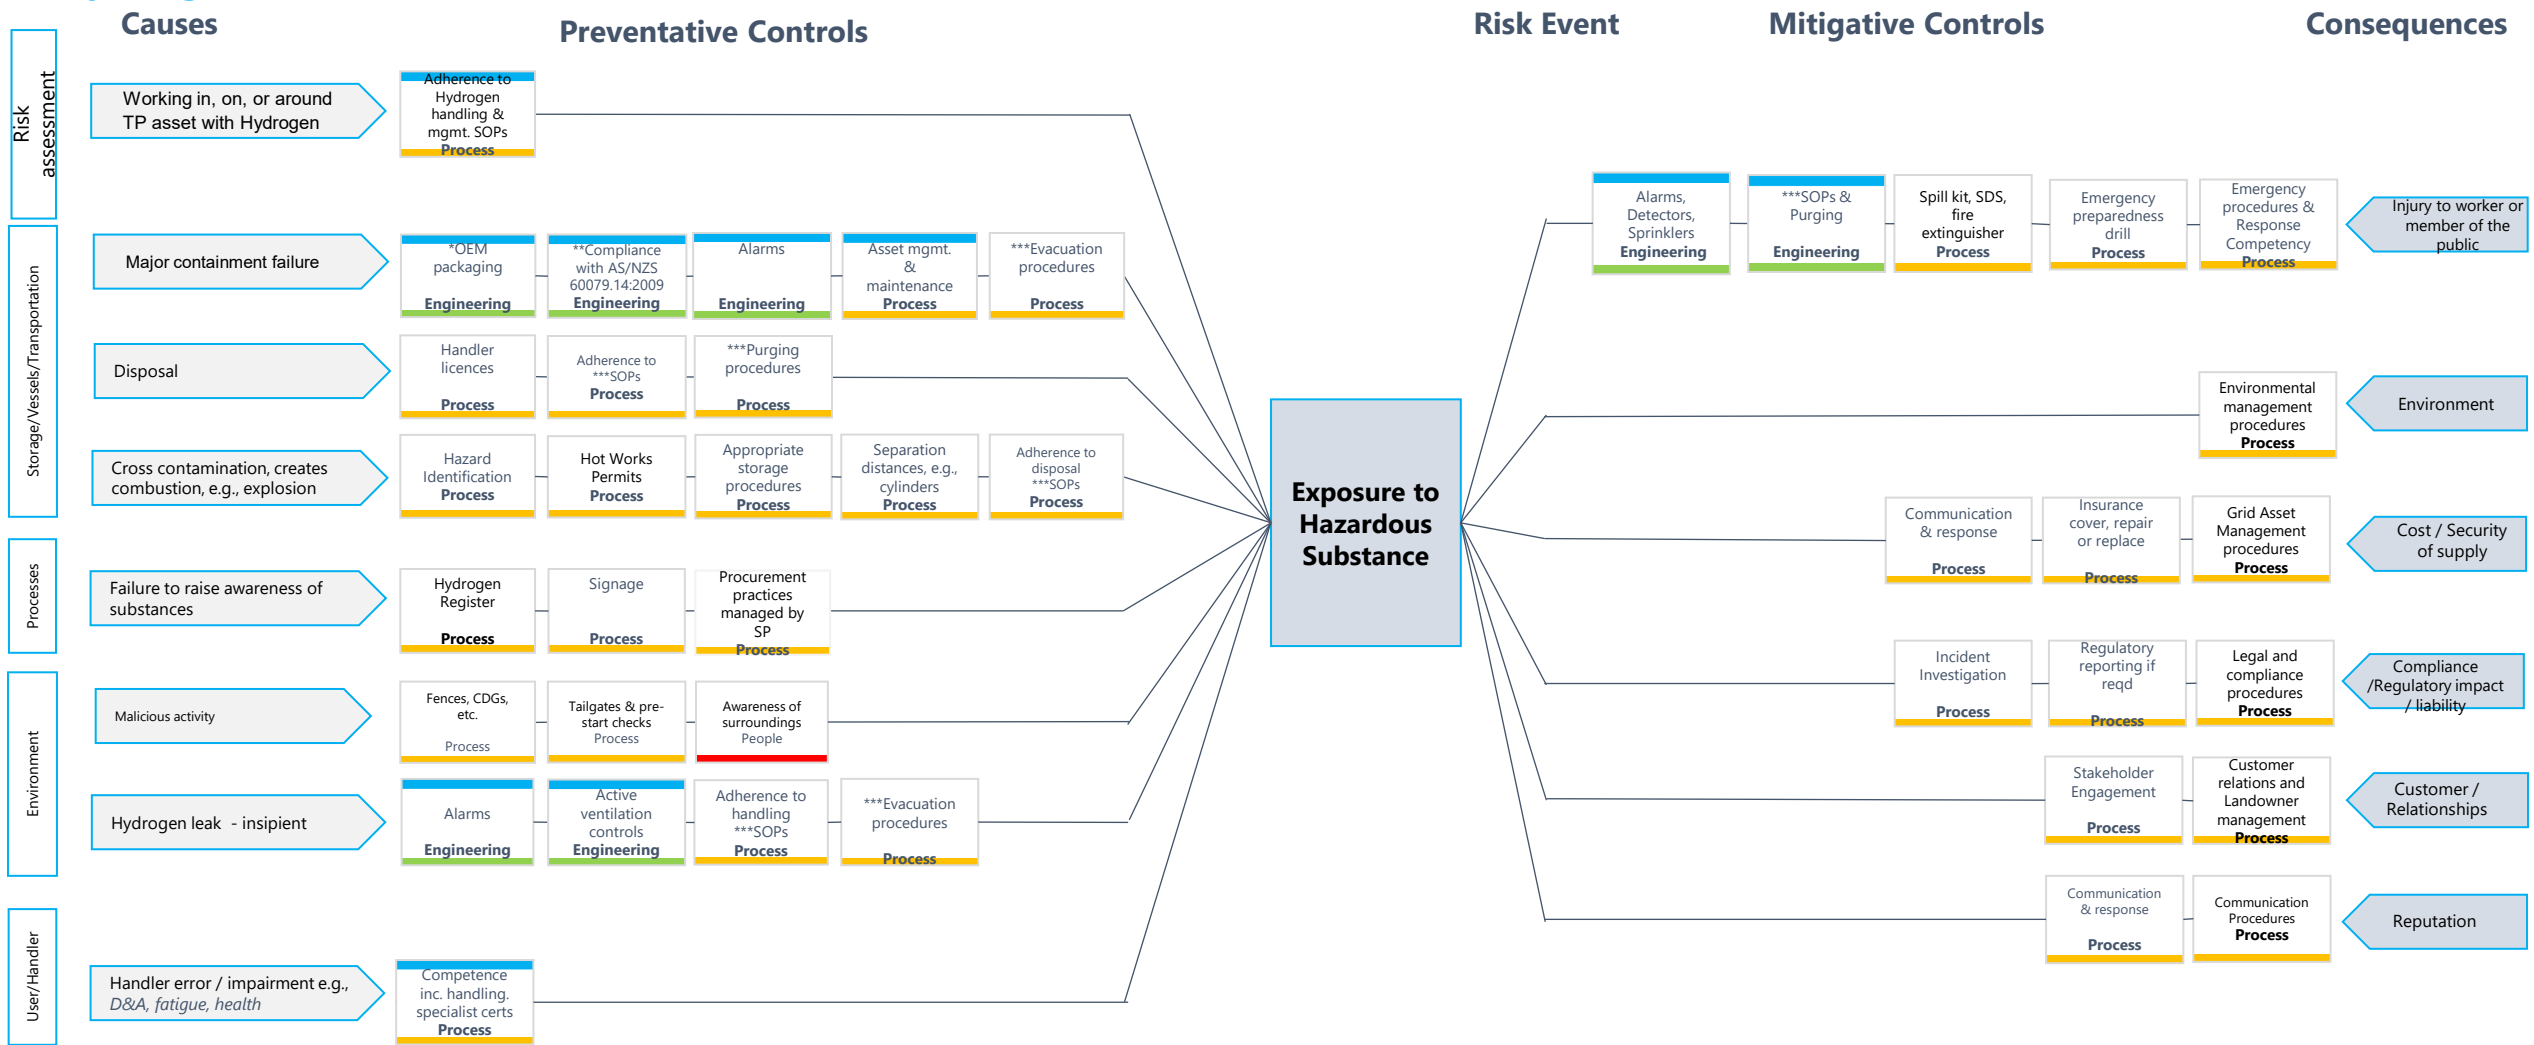 Causes
Preventative Controls
Risk Event
Mitigative Controls
Consequences
Risk
assessment
Working in, on, or around
TP asset with Hydrogen
Adherence to
Hydrogen
handling &
mgmt. SOPs
Process
Storage/Vessels/Transportation
Major containment failure
*OEM
packaging
Engineering
**Compliance
with AS/NZS
60079.14:2009
Engineering
Alarms
Engineering
Asset mgmt.
&
maintenance
Process
***Evacuation
procedures
Process
Disposal
Handler
licences
Process
Adherence to
***SOPs
Process
***Purging
procedures
Process
Cross contamination, creates
combustion, e.g., explosion
Hazard
Identification
Process
Hot Works
Permits
Process
Appropriate
storage
procedures
Process
Separation
distances, e.g.,
cylinders
Process
Adherence to
disposal
***SOPs
Process
Processes
Failure to raise awareness of
substances
Hydrogen
Register
Process
Signage
Process
Procurement
practices
managed by
SP
Process
Environment
Malicious activity
Fences, CDGs,
etc.
Process
Tailgates & pre-
start checks
Process
Awareness of
surroundings
People
Hydrogen leak - insipient
Alarms
Engineering
Active
ventilation
controls
Engineering
Adherence to
handling
***SOPs
Process
***Evacuation
procedures
Process
User/Handler
Handler error / impairment e.g.,
D&A, fatigue, health
Competence
inc. handling.
specialist certs
Process
Exposure to
Hazardous
Substance
Alarms,
Detectors,
Sprinklers
Engineering
***SOPs &
Purging
Engineering
Spill kit, SDS,
fire
extinguisher
Process
Emergency
preparedness
drill
Process
Emergency
procedures &
Response
Competency
Process
Injury to worker or
member of the
public
Environmental
management
procedures
Process
Environment
Communication
& response
Process
Insurance
cover, repair
or replace
Process
Grid Asset
Management
procedures
Process
Cost / Security
of supply
Incident
Investigation
Process
Regulatory
reporting if
reqd
Process
Legal and
compliance
procedures
Process
Compliance
/Regulatory impact
/ liability
Stakeholder
Engagement
Process
Customer
relations and
Landowner
management
Process
Customer /
Relationships
Communication
& response
Process
Communication
Procedures
Process
Reputation